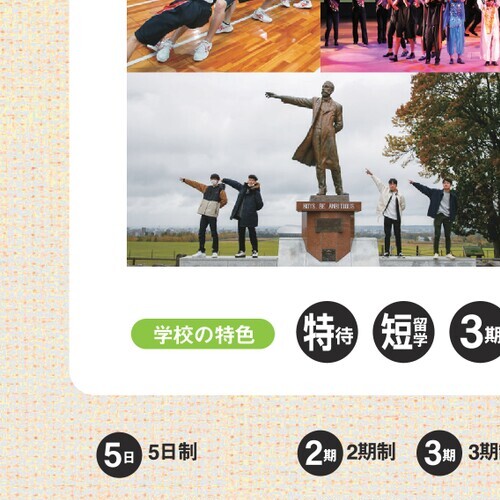 BOYS, BE AMBITIOUS
学校の特色 特待 短留学 3期
5日 5日制 2期 2期制 3期 3期